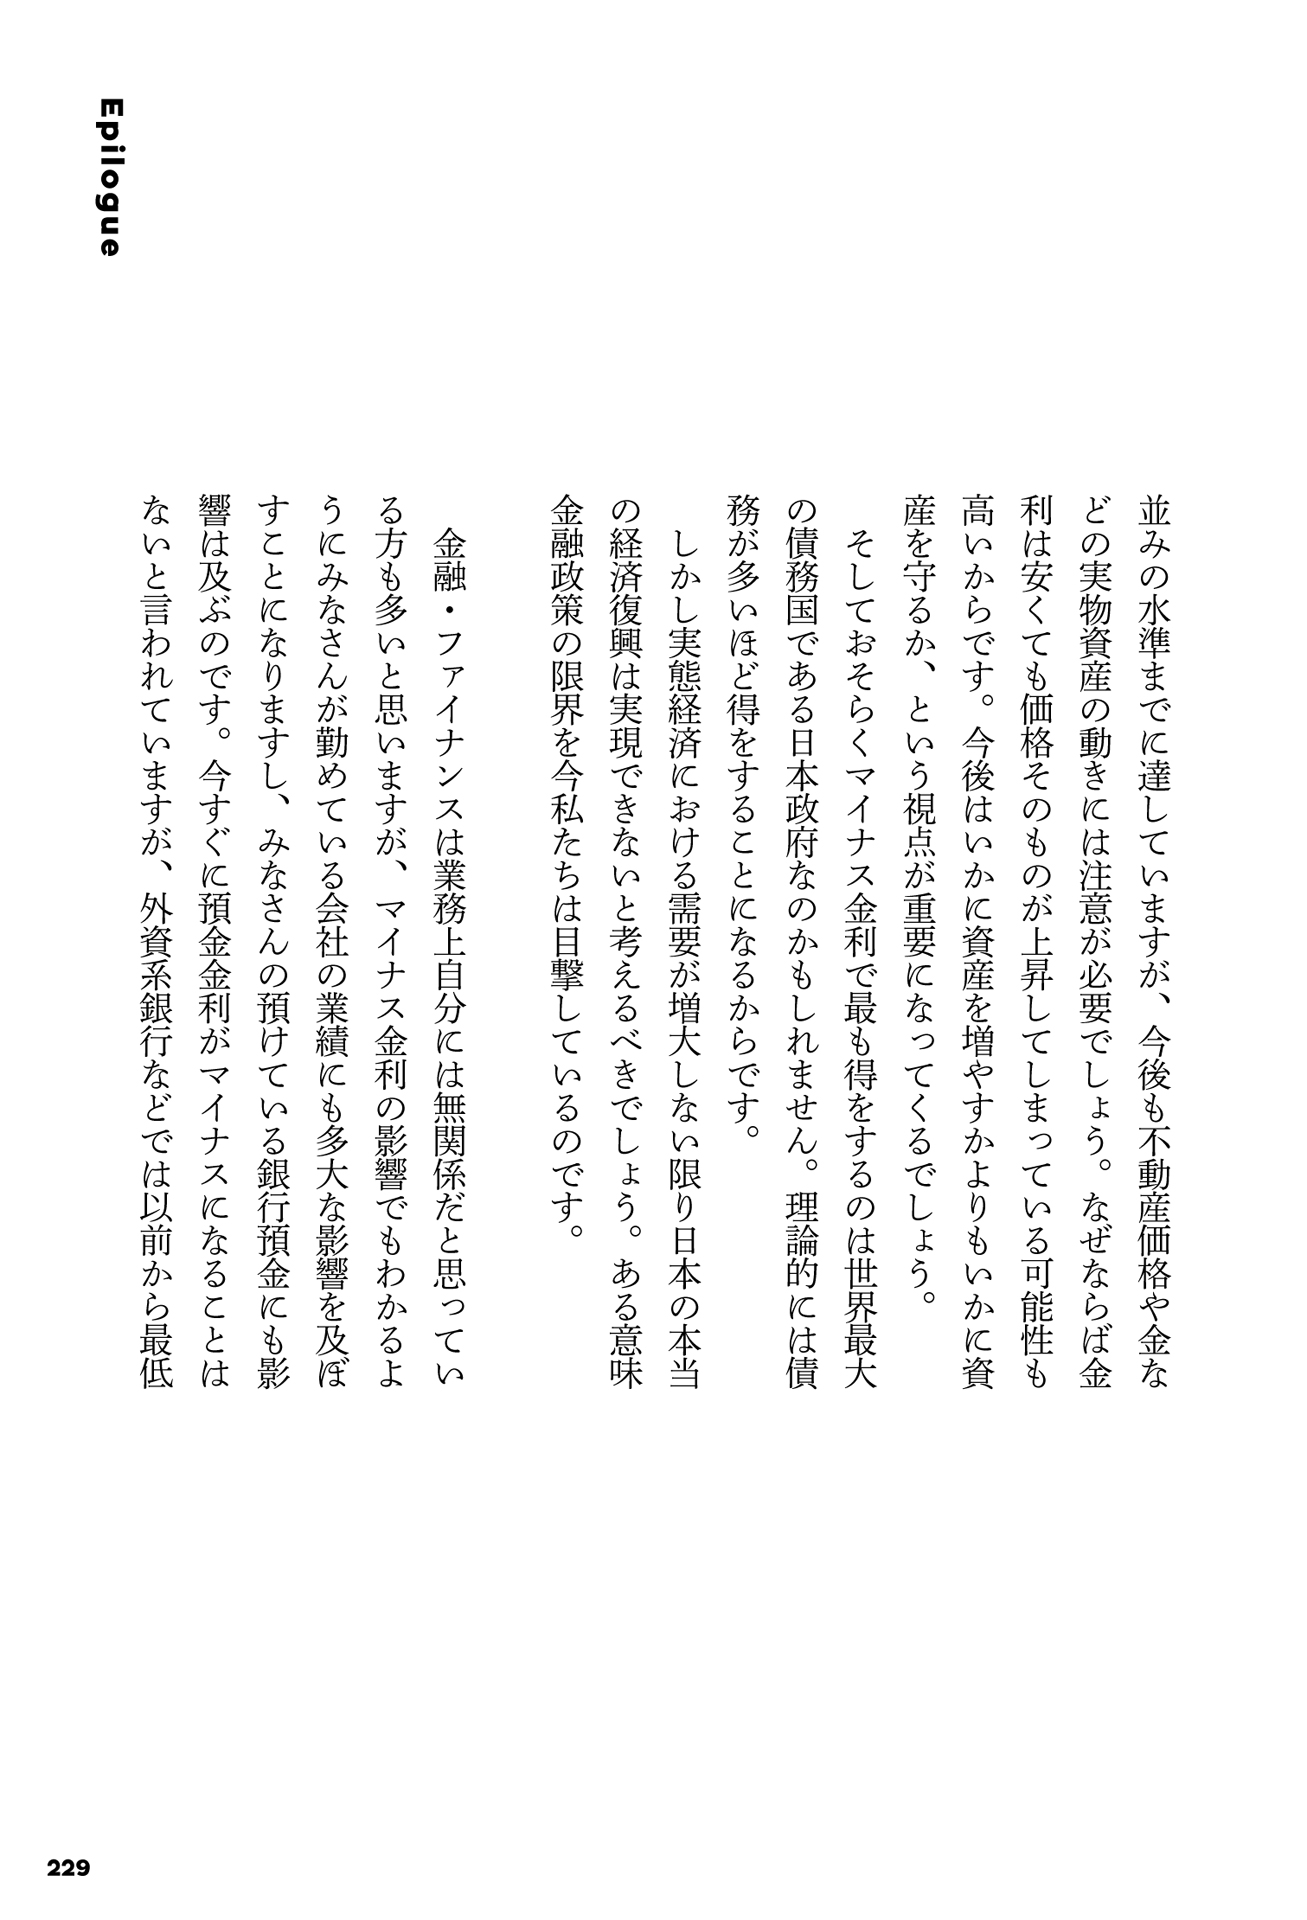 Epilogue
並みの水準までに達していますが、今後も不動産価格や金な
どの実物資産の動きには注意が必要でしょう。なぜならば金
利は安くても価格そのものが上昇してしまっている可能性も
高いからです。今後はいかに資産を増やすかよりもいかに資
産を守るか、という視点が重要になってくるでしょう。
　そしておそらくマイナス金利で最も得をするのは世界最大
の債務国である日本政府なのかもしれません。理論的には債
務が多いほど得をすることになるからです。
　しかし実態経済における需要が増大しない限り日本の本当
の経済復興は実現できないと考えるべきでしょう。ある意味
金融政策の限界を今私たちは目撃しているのです。
　金融・ファイナンスは業務上自分には無関係だと思ってい
る方も多いと思いますが、マイナス金利の影響でもわかるよ
うにみなさんが勤めている会社の業績にも多大な影響を及ぼ
すことになりますし、みなさんの預けている銀行預金にも影
響は及ぶのです。今すぐに預金金利がマイナスになることは
ないと言われていますが、外資系銀行などでは以前から最低
229